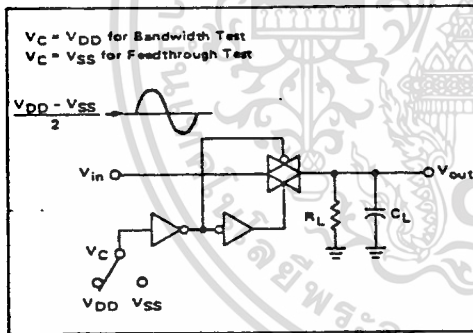 VC = VDD for Bandwidth Test
VC = VSS for Feedthrough Test
VDD − VSS
2
Vin
Vout
RL
CL
VC
VDD
VSS